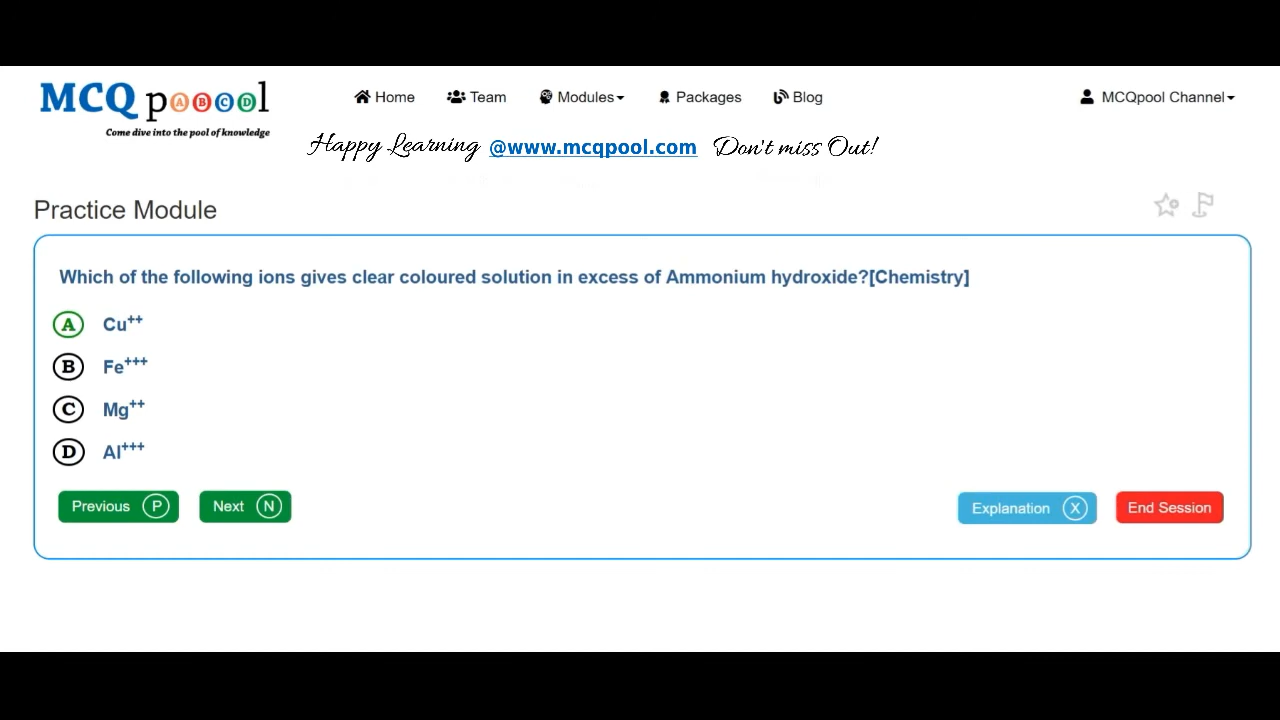 MCQ pooool
Come dive into the pool of knowledge
Home Team Modules Packages Blog MCQpool Channel
Happy Learning @www.mcqpool.com Don't miss Out!
Practice Module
Which of the following ions gives clear coloured solution in excess of Ammonium hydroxide?[Chemistry]
A Cu++
B Fe+++
C Mg++
D Al+++
Previous P Next N Explanation X End Session